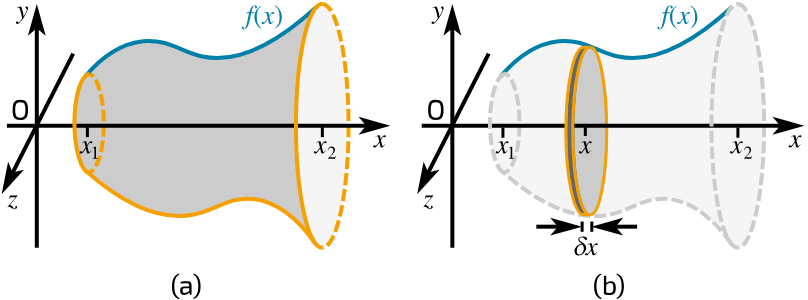 y
f(x)
O
x₁
x₂
x
z
(a)
y
f(x)
O
x₁
x
x₂
x
z
δx
(b)